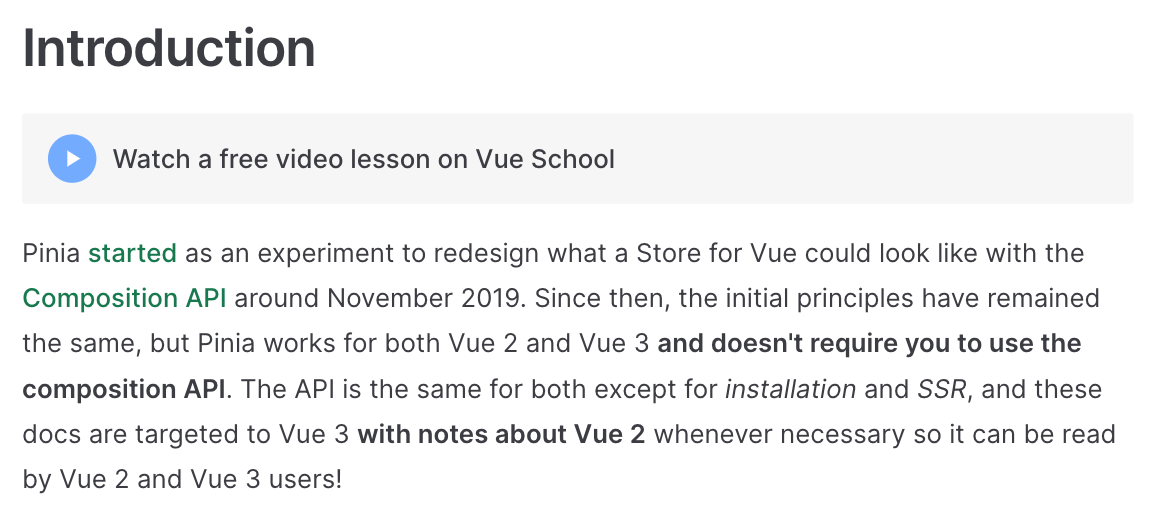 Introduction
Watch a free video lesson on Vue School
Pinia started as an experiment to redesign what a Store for Vue could look like with the
Composition API around November 2019. Since then, the initial principles have remained
the same, but Pinia works for both Vue 2 and Vue 3 and doesn't require you to use the
composition API. The API is the same for both except for installation and SSR, and these
docs are targeted to Vue 3 with notes about Vue 2 whenever necessary so it can be read
by Vue 2 and Vue 3 users!